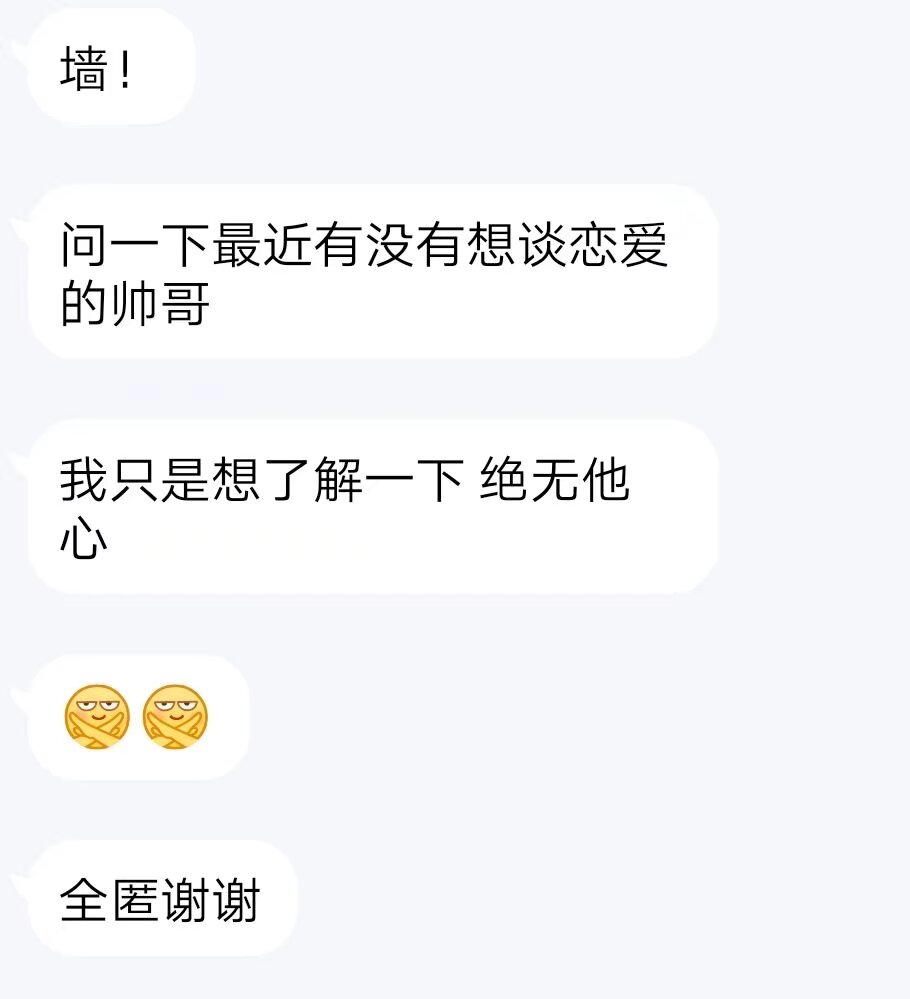 墙！
问一下最近有没有想谈恋爱
的帅哥
我只是想了解一下 绝无他
心
全匿谢谢